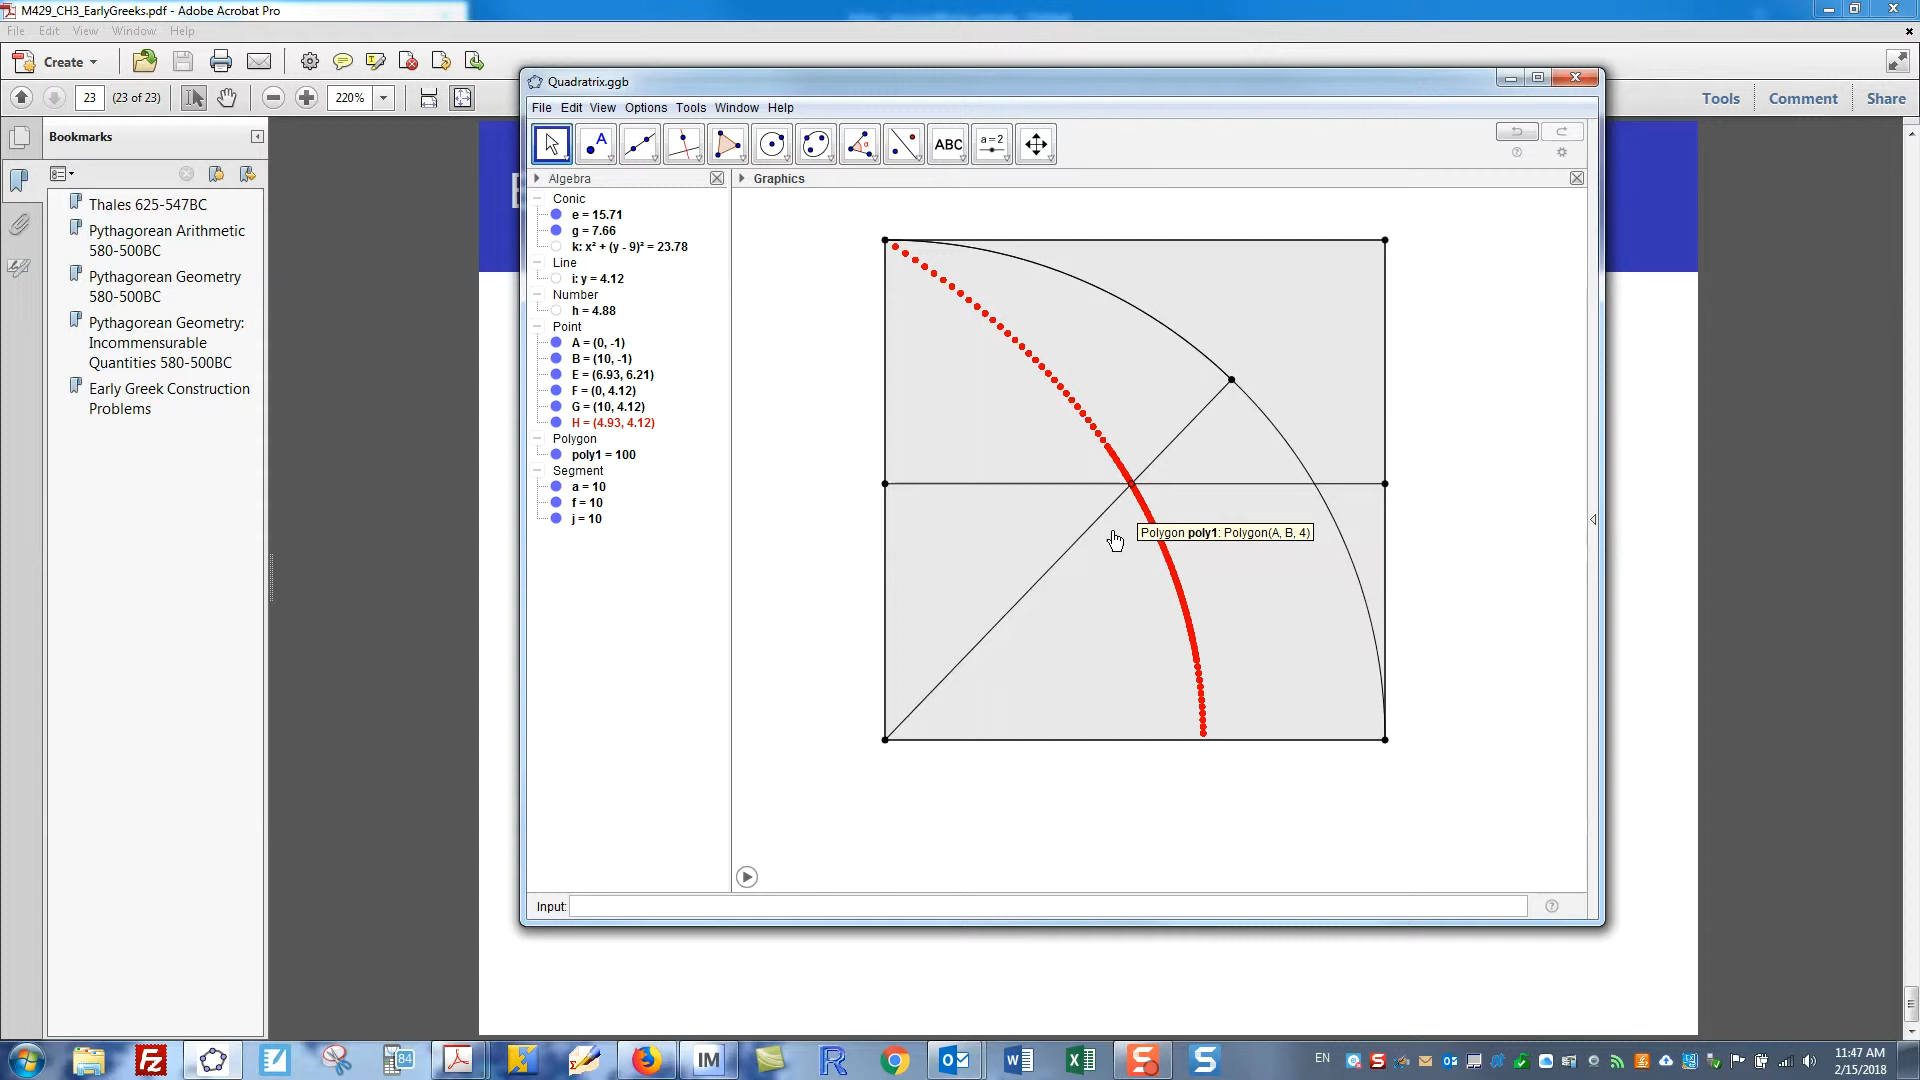 M429_CH3_EarlyGreeks.pdf - Adobe Acrobat Pro
File Edit View Window Help
Create
23 (23 of 23) 220%
Tools Comment Share
Bookmarks
Thales 625-547BC
Pythagorean Arithmetic
580-500BC
Pythagorean Geometry
580-500BC
Pythagorean Geometry:
Incommensurable
Quantities 580-500BC
Early Greek Construction
Problems
Quadratrix.ggb
File Edit View Options Tools Window Help
A
α
ABC
a=2
Algebra
Graphics
Conic
e = 15.71
g = 7.66
k: x² + (y - 9)² = 23.78
Line
i: y = 4.12
Number
h = 4.88
Point
A = (0, -1)
B = (10, -1)
E = (6.93, 6.21)
F = (0, 4.12)
G = (10, 4.12)
H = (4.93, 4.12)
Polygon
poly1 = 100
Segment
a = 10
f = 10
j = 10
Polygon poly1: Polygon(A, B, 4)
Input:
84
IM
EN
11:47 AM
2/15/2018